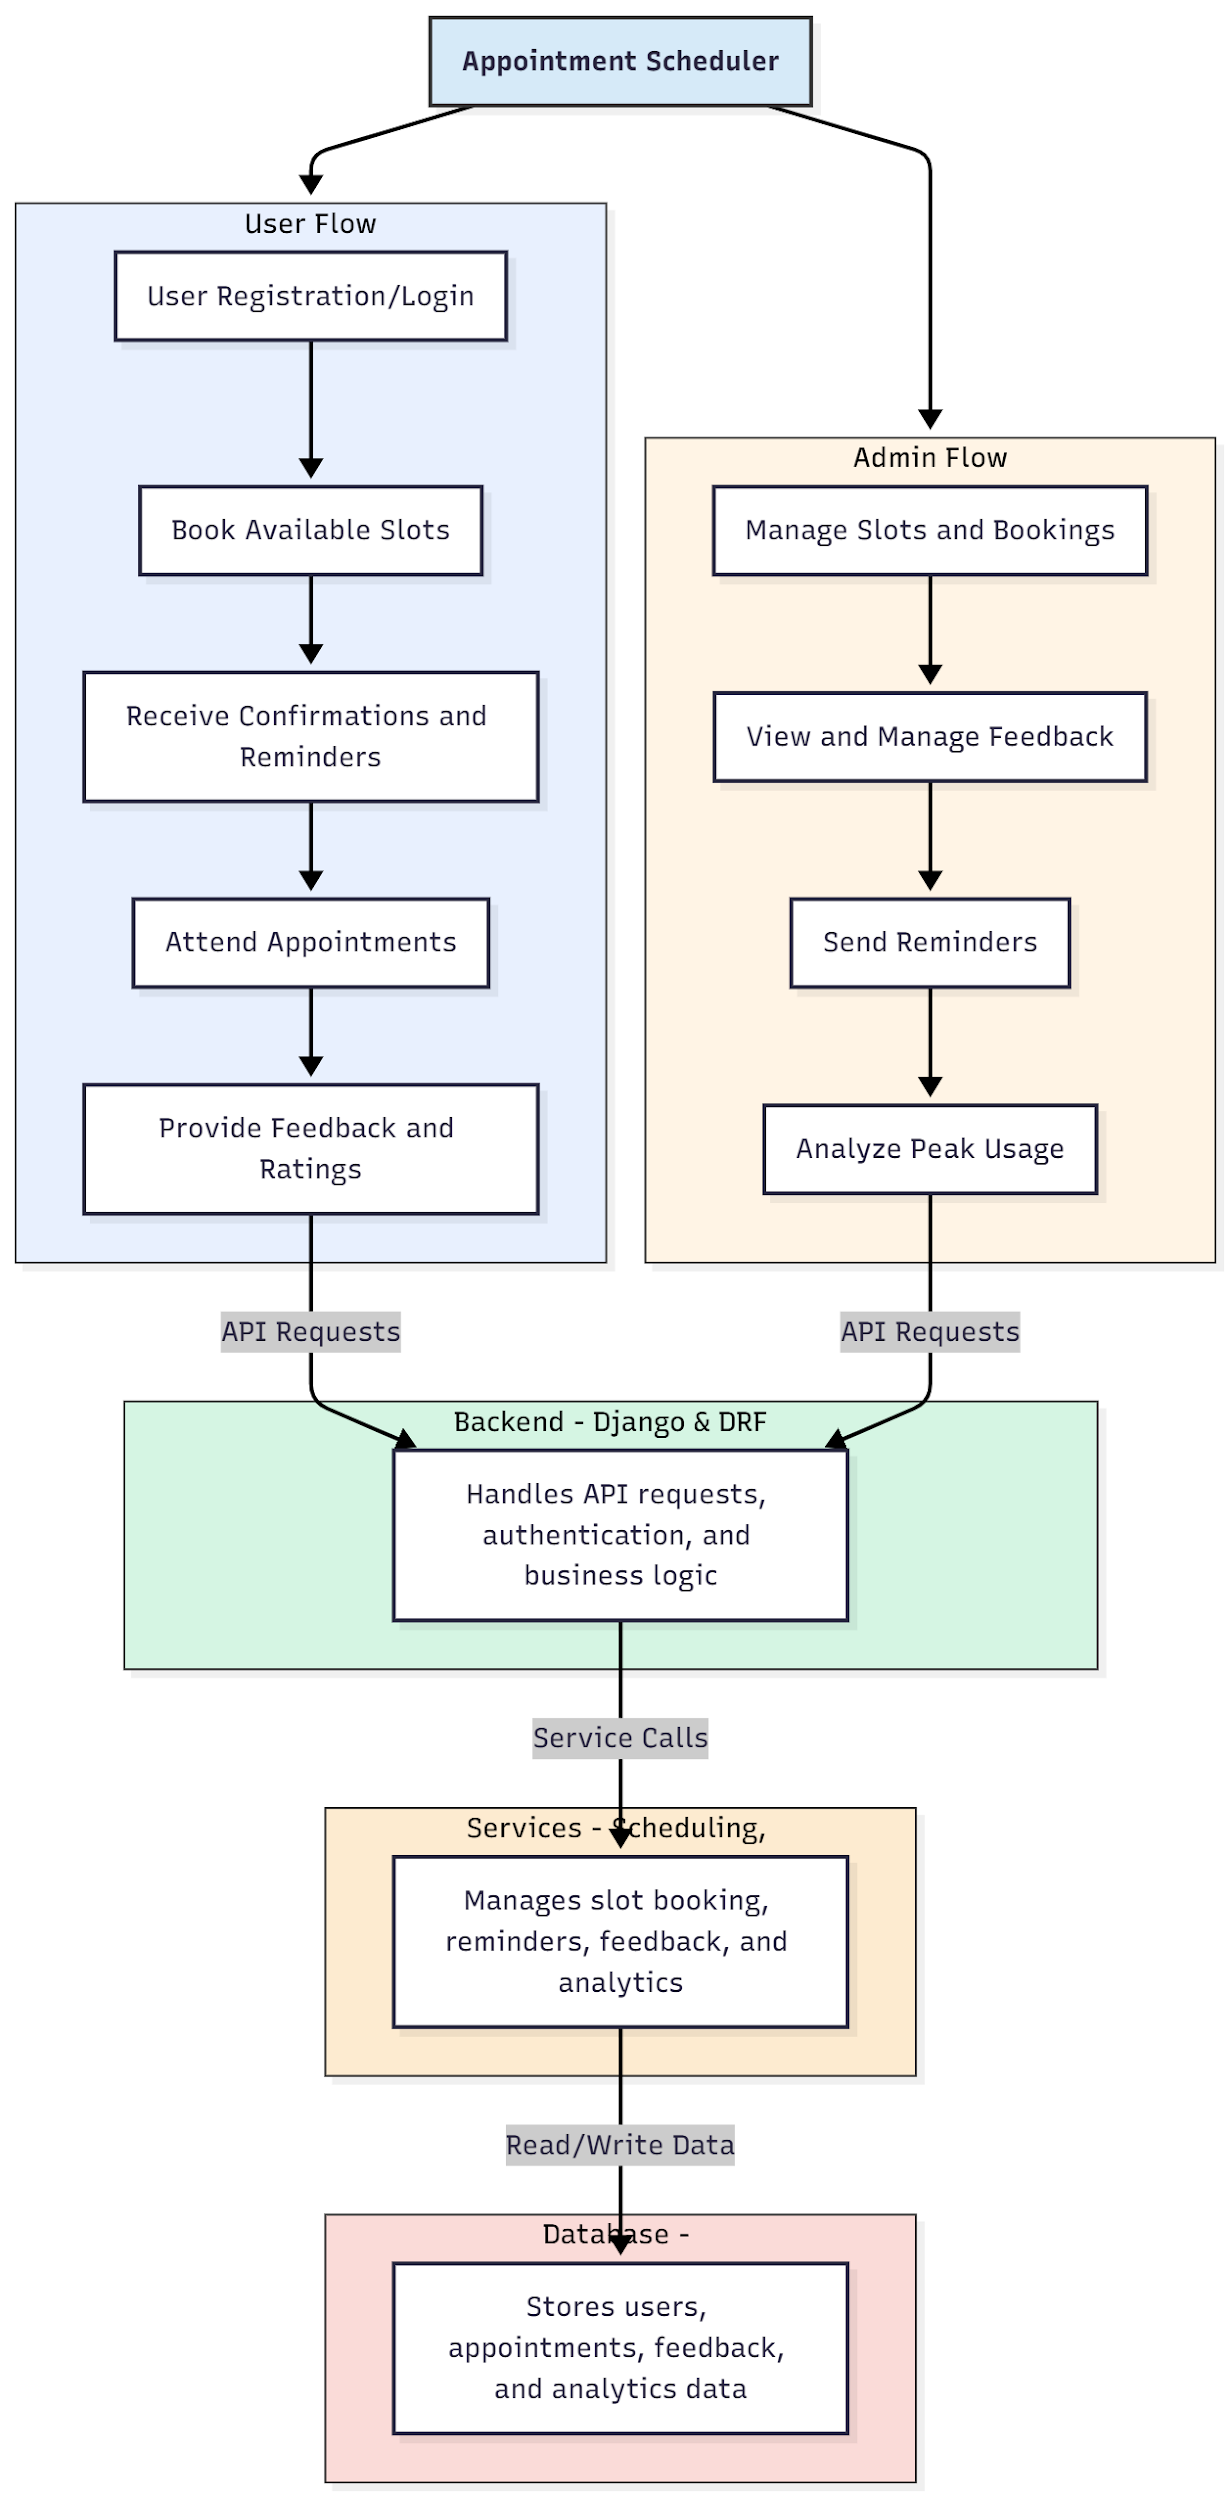 Appointment Scheduler
User Flow
User Registration/Login
Book Available Slots
Receive Confirmations and
Reminders
Attend Appointments
Provide Feedback and
Ratings
Admin Flow
Manage Slots and Bookings
View and Manage Feedback
Send Reminders
Analyze Peak Usage
API Requests
API Requests
Backend - Django & DRF
Handles API requests,
authentication, and
business logic
Service Calls
Services - Scheduling,
Manages slot booking,
reminders, feedback, and
analytics
Read/Write Data
Database -
Stores users,
appointments, feedback,
and analytics data